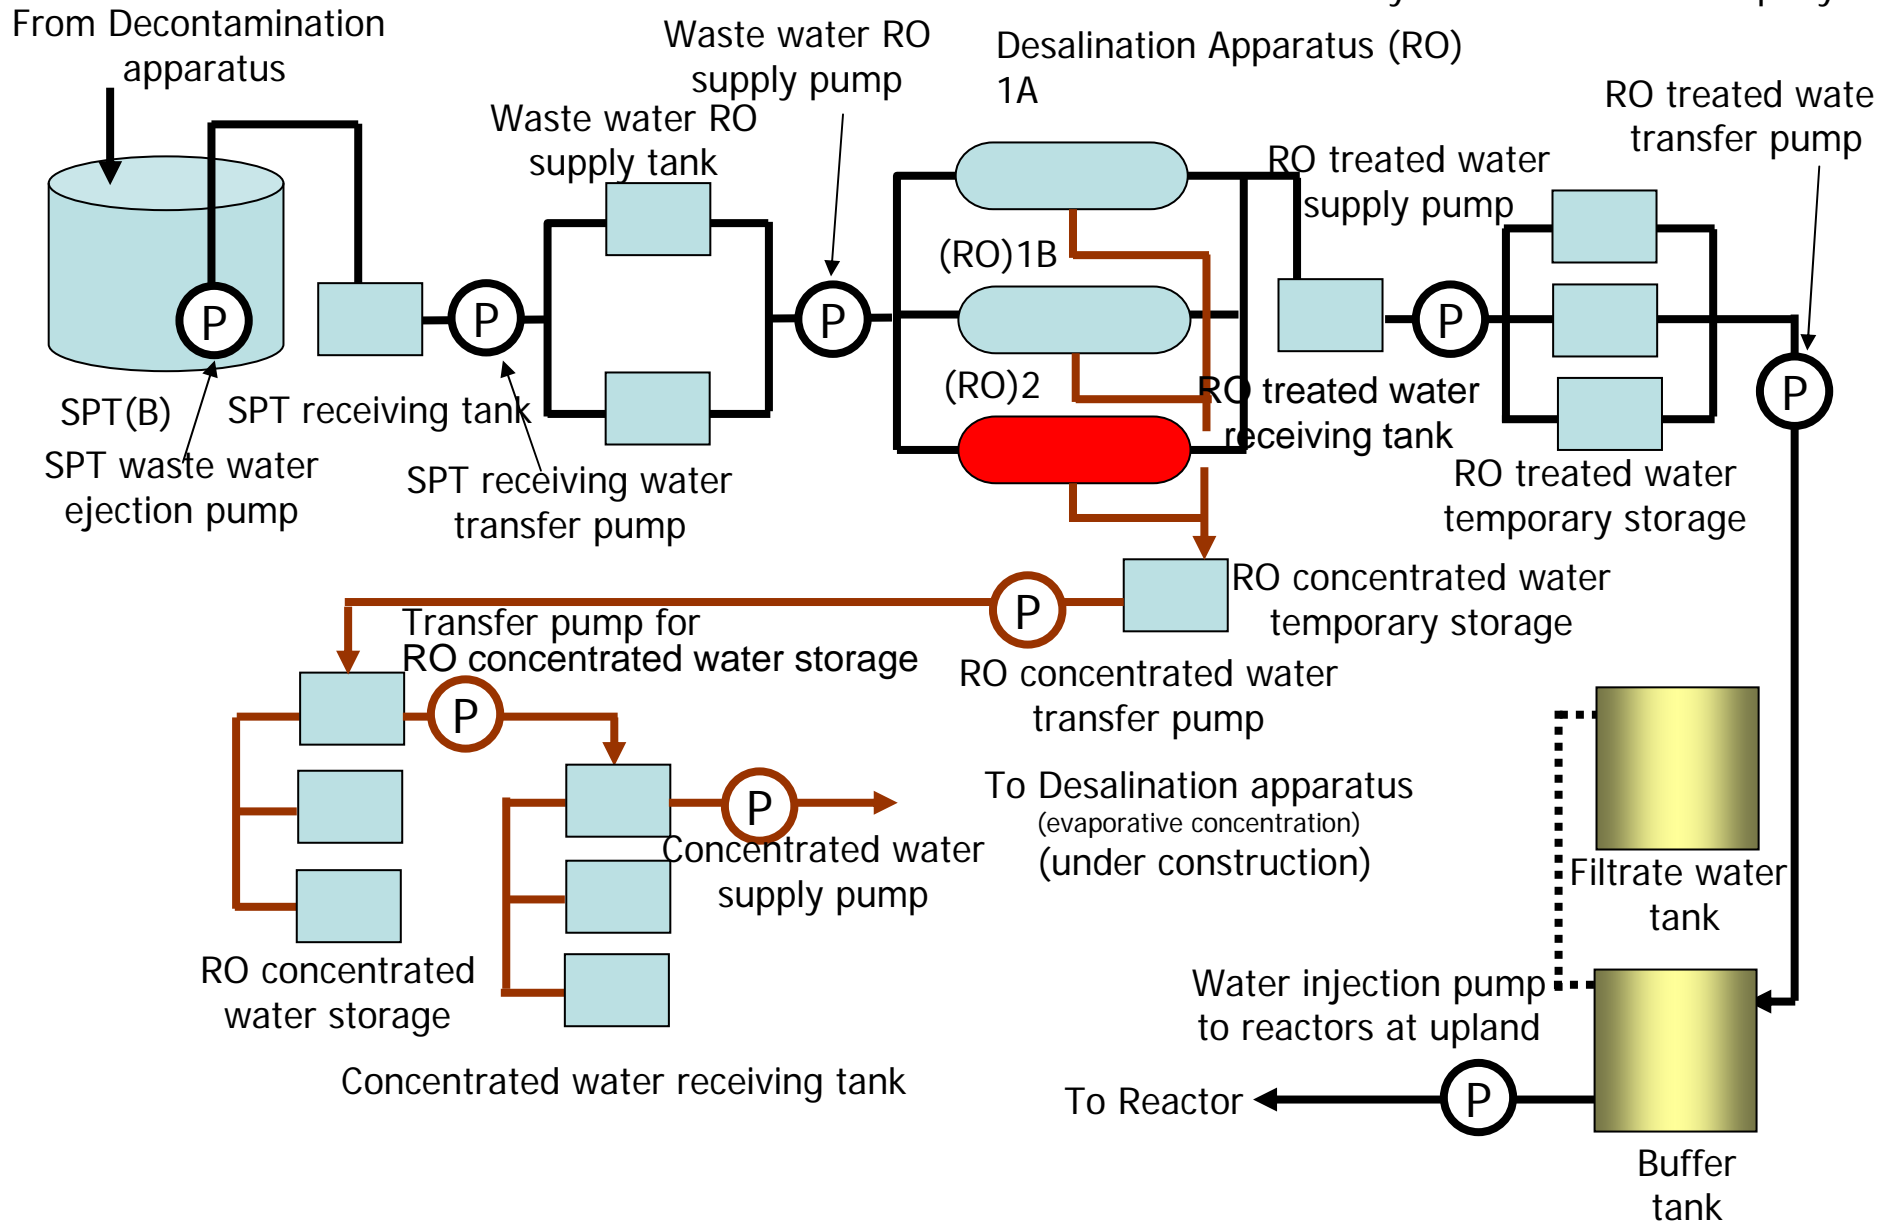 From Decontamination
apparatus
Waste water RO
supply pump
Desalination Apparatus (RO)
1A
RO treated wate
transfer pump
Waste water RO
supply tank
RO treated water
supply pump
(RO)1B
P
P
P
P
P
(RO)2
SPT(B)
SPT receiving tank
RO treated water
receiving tank
SPT waste water
ejection pump
SPT receiving water
transfer pump
RO treated water
temporary storage
RO concentrated water
temporary storage
P
Transfer pump for
RO concentrated water storage
RO concentrated water
transfer pump
P
P
To Desalination apparatus
(evaporative concentration)
(under construction)
Concentrated water
supply pump
Filtrate water
tank
RO concentrated
water storage
Water injection pump
to reactors at upland
Concentrated water receiving tank
To Reactor
P
Buffer
tank